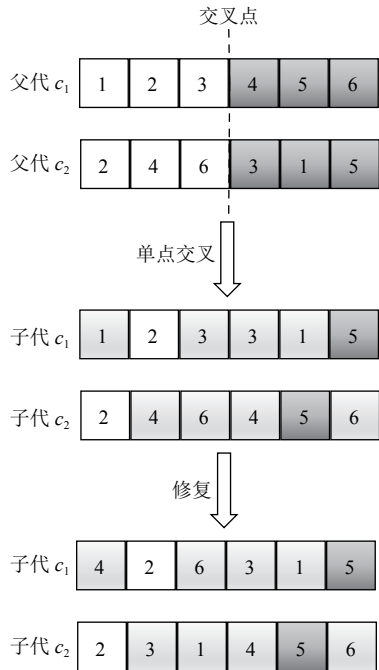 交叉点
父代 c₁ 1 2 3 4 5 6
父代 c₂ 2 4 6 3 1 5
单点交叉
子代 c₁ 1 2 3 3 1 5
子代 c₂ 2 4 6 4 5 6
修复
子代 c₁ 4 2 6 3 1 5
子代 c₂ 2 3 1 4 5 6